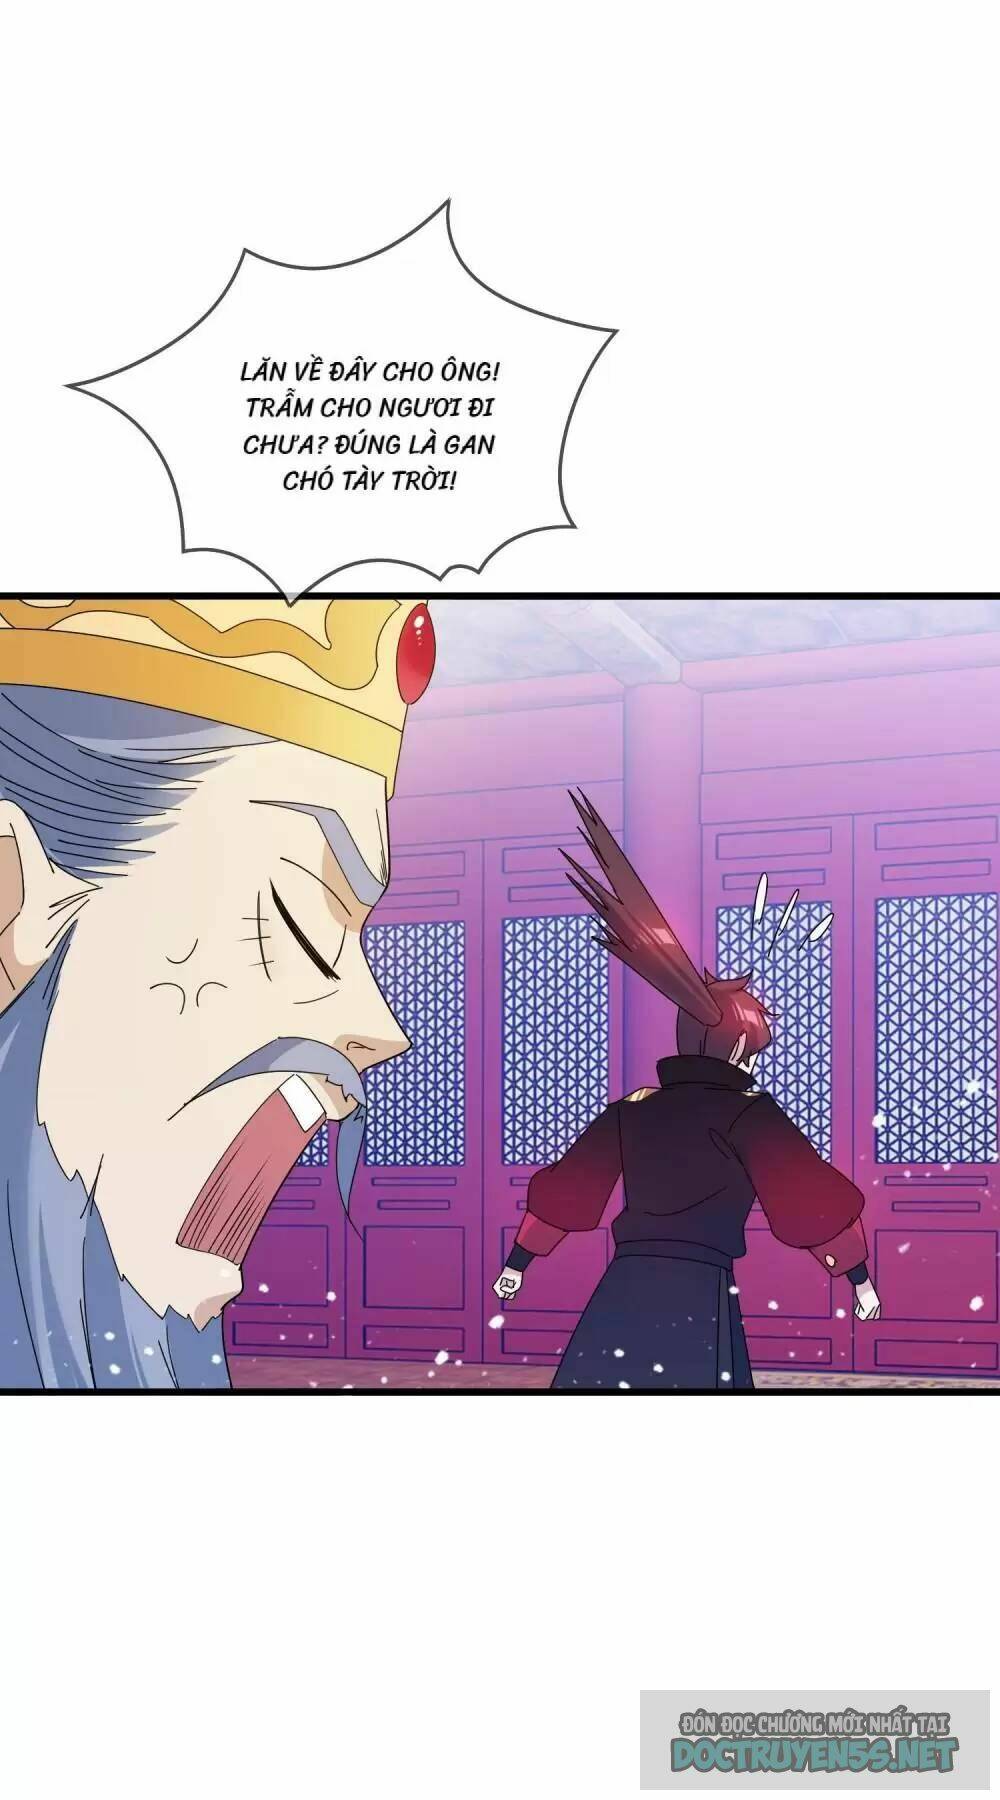 LĂN VỀ ĐÂY CHO ÔNG!
TRẪM CHO NGƯƠI ĐI
CHƯA? ĐÚNG LÀ GAN
CHÓ TÀY TRỜI!
ĐÓN ĐỌC CHƯƠNG MỚI NHẤT TẠI
DOCTRUYEN5S.NET